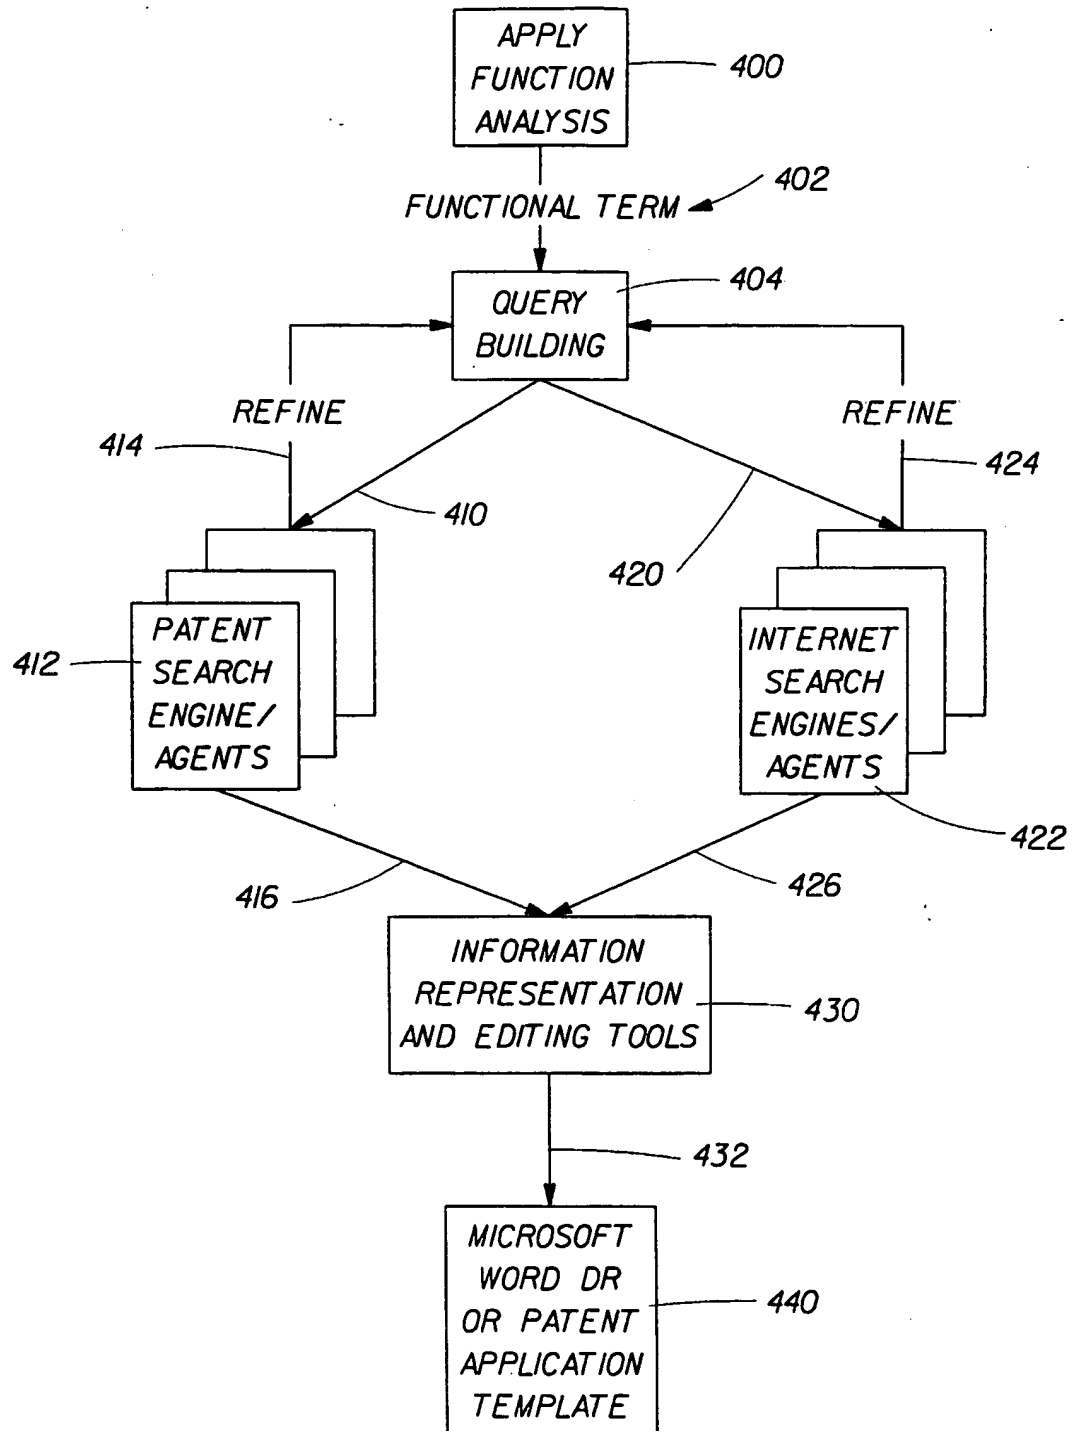 APPLY
FUNCTION
ANALYSIS
400
402
FUNCTIONAL TERM
404
QUERY
BUILDING
REFINE
REFINE
414
424
410
420
PATENT
SEARCH
ENGINE/
AGENTS
412
INTERNET
SEARCH
ENGINES/
AGENTS
422
416
426
INFORMATION
REPRESENTATION
AND EDITING TOOLS
430
432
MICROSOFT
WORD DR
OR PATENT
APPLICATION
TEMPLATE
440